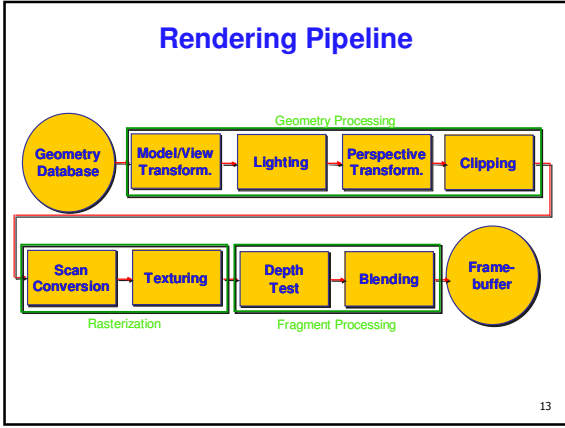 Rendering Pipeline
Geometry Processing
Geometry
Database
Model/View
Transform.
Lighting
Perspective
Transform.
Clipping
Scan
Conversion
Texturing
Depth
Test
Blending
Frame-
buffer
Rasterization
Fragment Processing
13